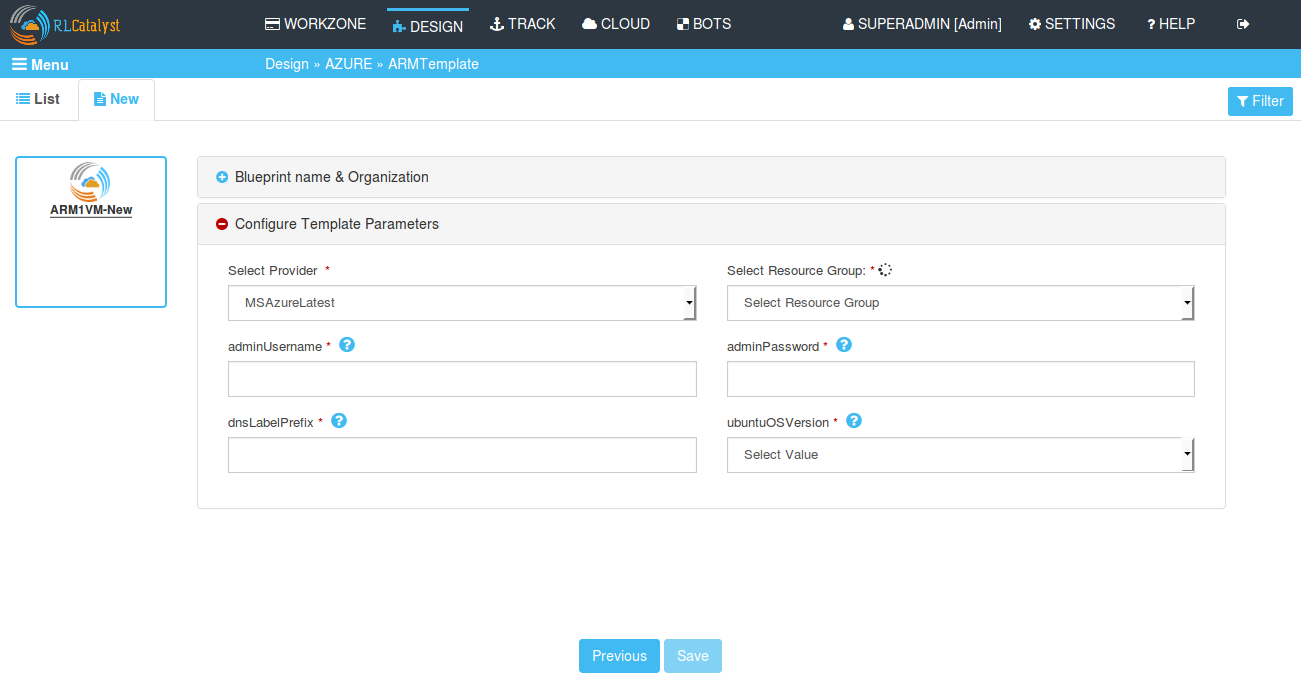 RLCatalyst WORKZONE DESIGN TRACK CLOUD BOTS SUPERADMIN [Admin] SETTINGS ? HELP
Menu Design » AZURE » ARMTemplate
List New Filter
ARM1VM-New
Blueprint name & Organization
Configure Template Parameters
Select Provider * Select Resource Group: *
MSAzureLatest Select Resource Group
adminUsername * ? adminPassword * ?
dnsLabelPrefix * ? ubuntuOSVersion * ?
Select Value
Previous Save